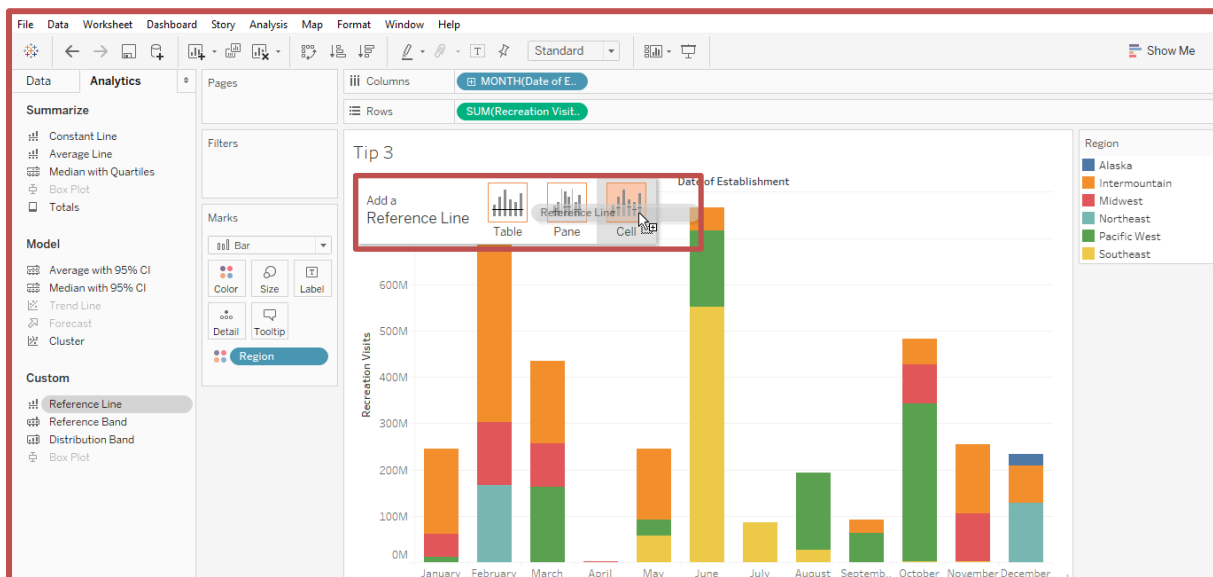 File Data Worksheet Dashboard Story Analysis Map Format Window Help
Standard
Show Me
Data Analytics
Summarize
Constant Line
Average Line
Median with Quartiles
Box Plot
Totals
Model
Average with 95% CI
Median with 95% CI
Trend Line
Forecast
Cluster
Custom
Reference Line
Reference Band
Distribution Band
Box Plot
Pages
Filters
Marks
Bar
Color Size Label
Detail Tooltip
Region
Columns MONTH(Date of E..
Rows SUM(Recreation Visit..
Tip 3
Date of Establishment
Add a
Reference Line
Reference Line
Table Pane Cell
Recreation Visits
600M
500M
400M
300M
200M
100M
0M
January February March April May June July August Septemb.. October November December
Region
Alaska
Intermountain
Midwest
Northeast
Pacific West
Southeast